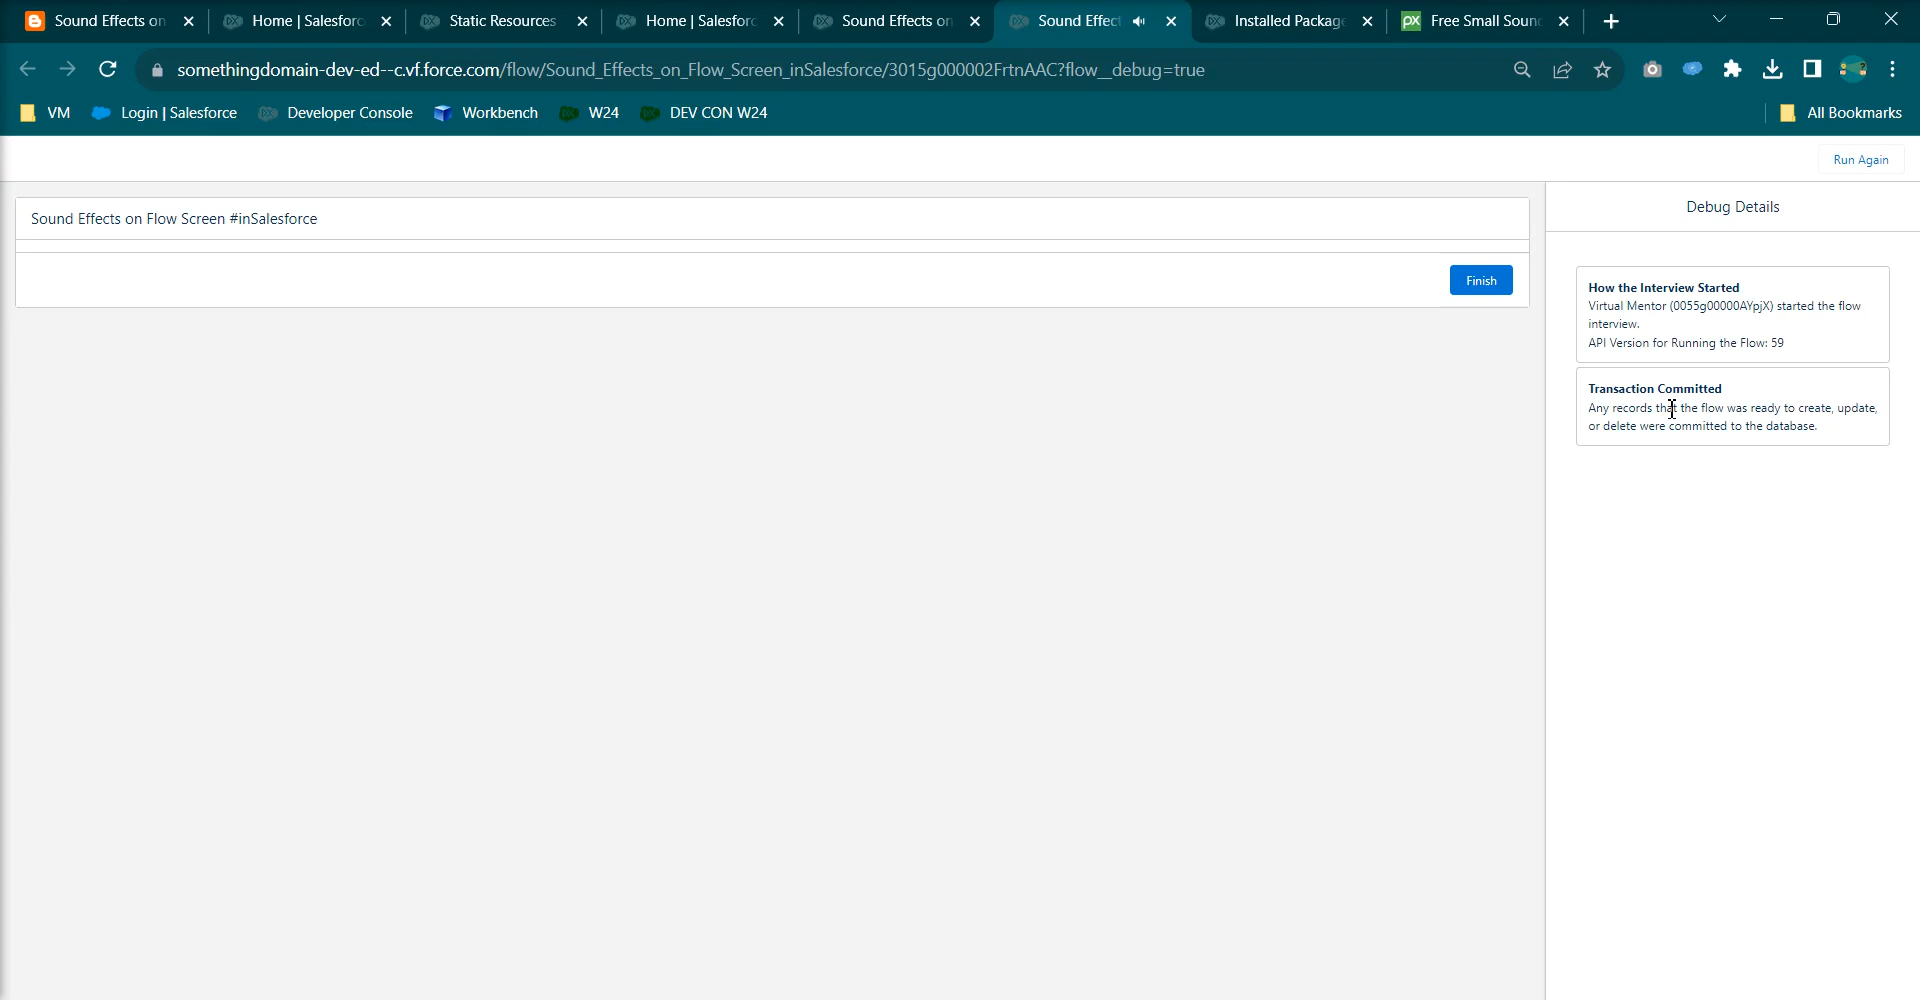 Sound Effects on
Home | Salesforc
Static Resources
Home | Salesforc
Sound Effects on
Sound Effect
Installed Package
Free Small Soun
somethingdomain-dev-ed--c.vf.force.com/flow/Sound_Effects_on_Flow_Screen_inSalesforce/3015g000002FrtnAAC?flow__debug=true
VM
Login | Salesforce
Developer Console
Workbench
W24
DEV CON W24
All Bookmarks
Run Again
Sound Effects on Flow Screen #inSalesforce
Finish
Debug Details
How the Interview Started
Virtual Mentor (0055g00000AYpjX) started the flow
interview.
API Version for Running the Flow: 59
Transaction Committed
Any records that the flow was ready to create, update,
or delete were committed to the database.